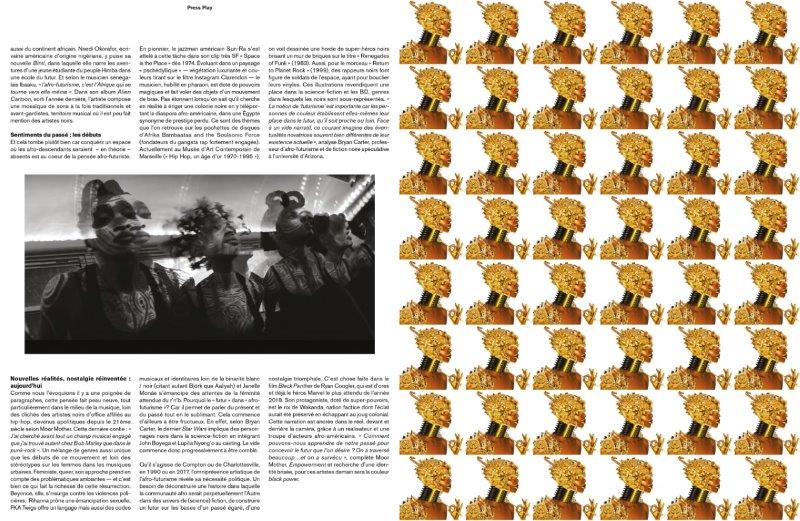 Press Play
aussi du continent africain. Nnedi Okorafor, écri-
vaine américaine d'origine nigériane, y puise sa
nouvelle Binti, dans laquelle elle narre les aven-
tures d'une jeune étudiante du peuple Himba dans
une école du futur. Et selon le musicien sénéga-
lais Ibaaku, « l'afro-futurisme, c'est l'Afrique qui se
tourne vers elle même ». Dans son album Alien
Cartoon, sorti l'année dernière, l'artiste compose
une mosaïque de sons à la fois traditionnels et
avant-gardistes, territoire musical où il est peu fait
mention des artistes noirs.
Sentiments du passé : les débuts
Et cela tombe plutôt bien car conquérir un espace
où les afro-descendants seraient – en théorie –
absents est au coeur de la pensée afro-futuriste.
En pionnier, le jazzman américain Sun-Ra s'est
attelé à cette tâche dans son clip très SF « Space
is the Place » dès 1974. Évoluant dans un paysage
« pschédylique » — végétation luxuriante et couleurs
tirant sur le filtre Instagram Clarendon — le
musicien, habillé en pharaon, est doté de pouvoirs
magiques et fait voler des objets d'un mouvement
de bras. Pas étonnant lorsqu'on sait qu'il cherche
en réalité à ériger une colonie noire en y télépor-
tant la diaspora afro-américaine, dans une Égypte
synonyme de prestige perdu. Ce sont des thèmes
que l'on retrouve sur les pochettes de disques
d'Afrika Bambaataa and the Soulsonic Force
(fondateurs du gangsta rap fortement engagés).
Actuellement au Musée d'Art Contemporain de
Marseille (« Hip Hop, un âge d'or 1970-1995 »),
on voit dessinée une horde de super-héros noirs
brisant un mur de briques sur le titre « Renegades
of Funk » (1983). Aussi, pour le morceau « Return
to Planet Rock » (1999), des rappeurs noirs font
figure de soldats de l'espace, ayant pour bouclier
leurs vinyles. Ces illustrations revendiquent une
place dans la science-fiction et les BD, genres
dans lesquels les noirs sont sous-représentés. «
La notion de 'futurisme' est importante car les per-
sonnes de couleur établissent elles-mêmes leur
place dans le futur, qu'il soit proche ou loin. Face
à un vide narratif, ce courant imagine des éven-
tualités novatrices souvent bien différentes de leur
existence actuelle », analyse Bryan Carter, profes-
seur d'afro-futurisme et de fiction noire spéculative
à l'université d'Arizona.
Nouvelles réalités, nostalgie réinventée :
aujourd'hui
Comme nous l'évoquions il y a une poignée de
paragraphes, cette pensée fait peau neuve, tout
particulièrement dans le milieu de la musique, loin
des clichés des artistes noirs d'office affiliés au
hip-hop, devenus apolitiques depuis le 21ème
siècle selon Moor Mother. Cette dernière confie : «
J'ai cherché avant tout un champ musical engagé
que j'ai trouvé autant chez Bob Marley que dans le
punk-rock ». Un mélange de genres aussi unique
que les débuts de ce mouvement et loin des
stéréotypes sur les femmes dans les musiques
urbaines. Féministe, queer, son approche prend en
compte des problématiques ambiantes — et c'est
bien ce qui fait la richesse de cette résurrection.
Beyoncé, elle, s'insurge contre les violences poli-
cières. Rihanna prône une émancipation sexuelle.
FKA Twigs offre un langage mais aussi des codes
musicaux et identitaires loin de la binarité blanc
/ noir (citant autant Björk que Aaliyah) et Janelle
Monáe s'émancipe des attentes de la féminité
attendue du r'n'b. Pourquoi le « futur » dans « afro-
futurisme »? Car il permet de parler du présent et
du passé tout en le sublimant. Cela commence
d'ailleurs à être fructueux. En effet, selon Bryan
Carter, le dernier Star Wars implique des person-
nages noirs dans la science-fiction en intégrant
John Boyega et Lupita Nyong'o au casting. Le vide
commence donc progressivement à être comblé.
Qu'il s'agisse de Compton ou de Charlottesville,
en 1990 ou en 2017, l'omniprésence artistique de
l'afro-futurisme révèle sa nécessité politique. Un
besoin de déconstruire une histoire dans laquelle
la communauté afro serait perpétuellement l'Autre
dans des univers de (science) fiction, de construire
un futur sur les bases d'un passé égaré, d'une
nostalgie triomphale. C'est chose faite dans le
film Black Panther de Ryan Coogler, qui est d'ores
et déjà le héros Marvel le plus attendu de l'année
2018. Son protagoniste, doté de super-pouvoirs,
est le roi de Wakanda, nation factice dont l'éclat
aurait été préservé en échappant au joug colonial.
Cette narration est ancrée dans le réel, devant et
derrière la caméra, grâce à un réalisateur et une
troupe d'acteurs afro-américains. « Comment
pouvons-nous apprendre de notre passé pour
concevoir le futur que l'on désire ? On a traversé
beaucoup...et on a survécu », complète Moor
Mother. Empowerment et recherche d'une iden-
tité brisée, pour ces artistes demain sera la couleur
black power.